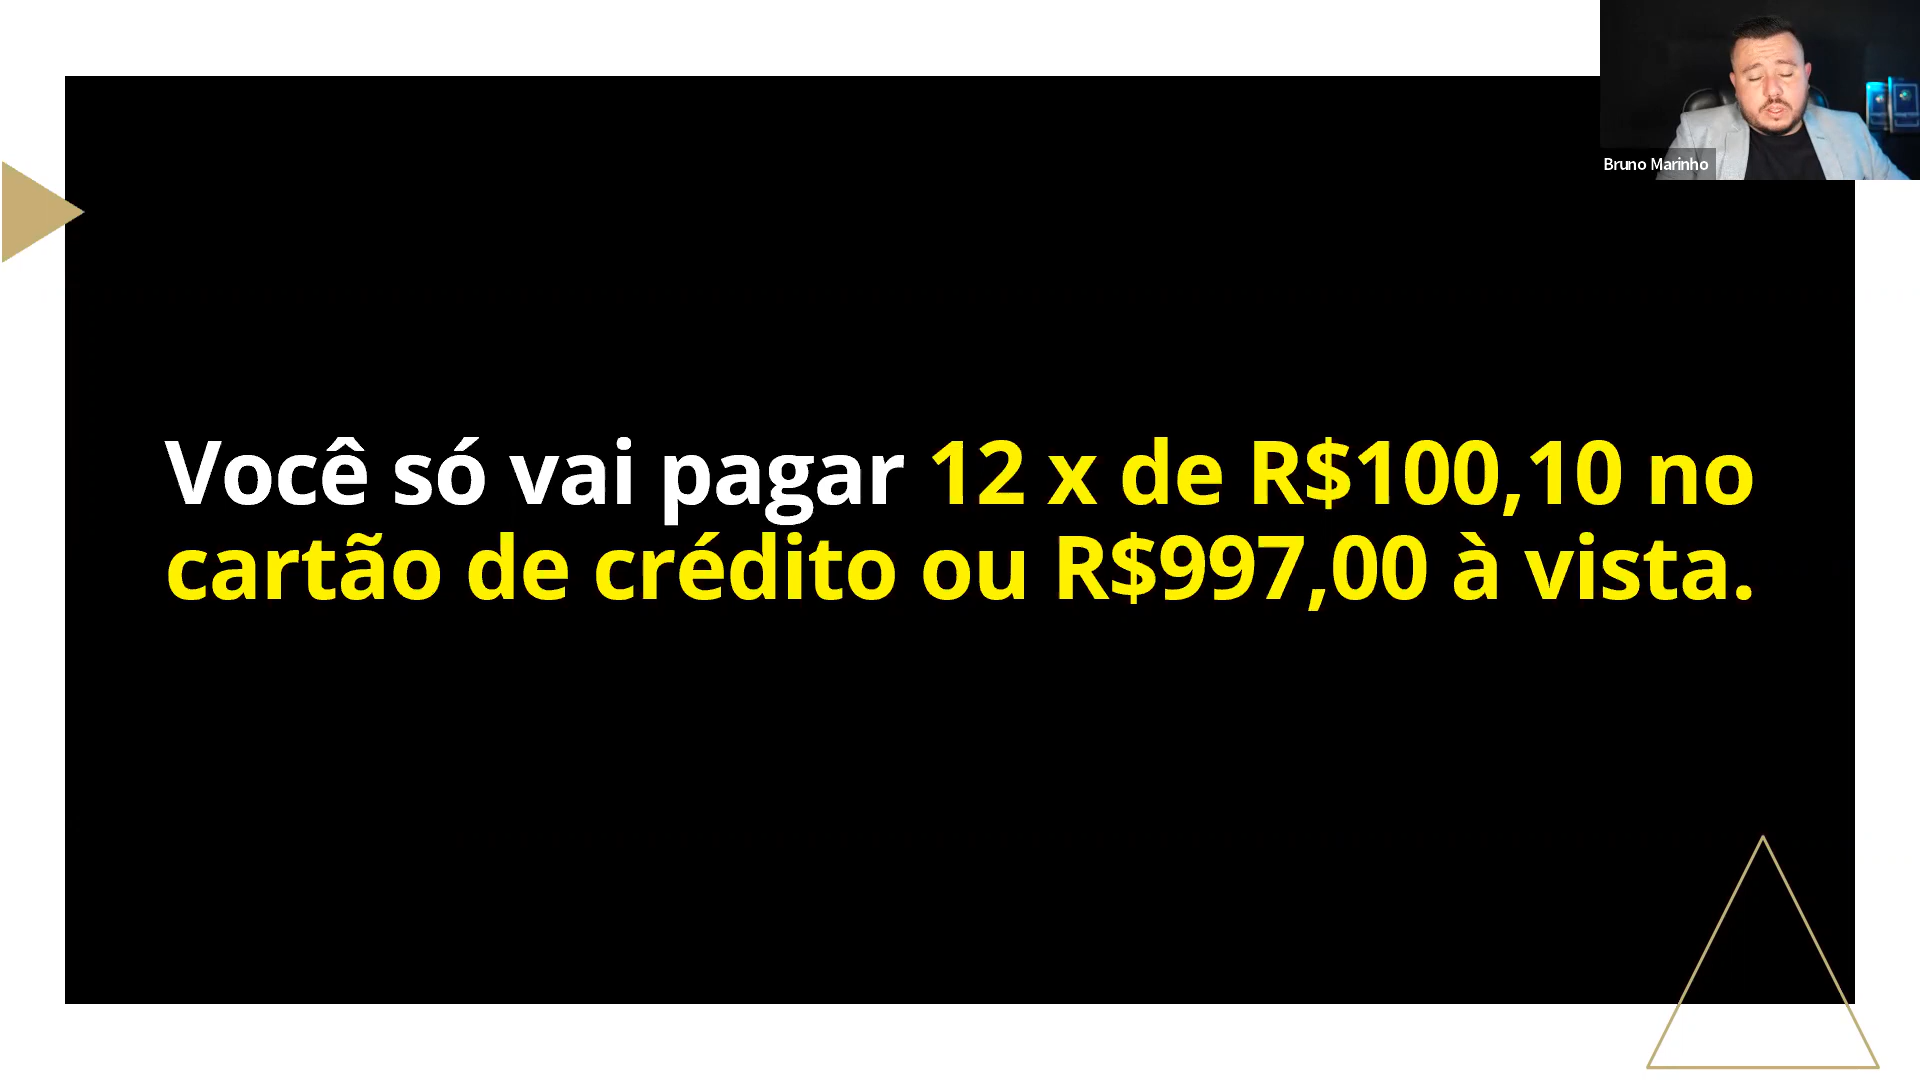 Bruno Marinho
Você só vai pagar 12 x de R$100,10 no
cartão de crédito ou R$997,00 à vista.